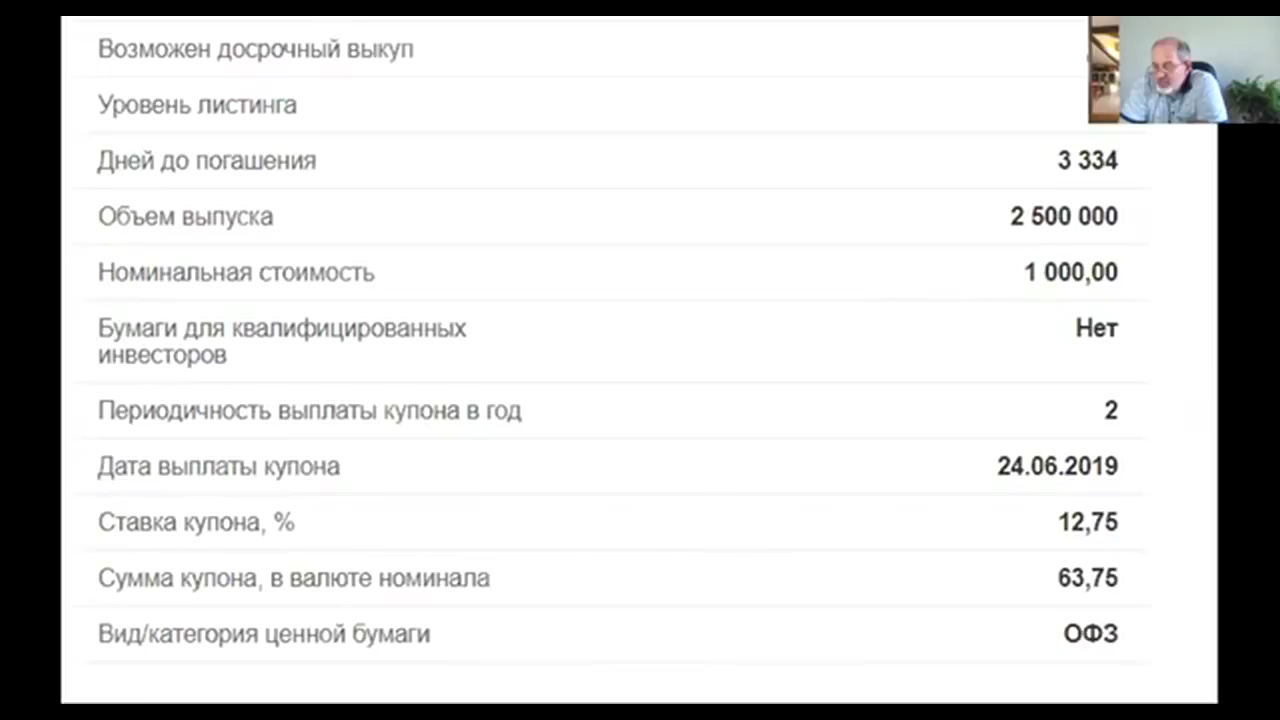 Возможен досрочный выкуп
Уровень листинга
Дней до погашения 3 334
Объем выпуска 2 500 000
Номинальная стоимость 1 000,00
Бумаги для квалифицированных Нет
инвесторов
Периодичность выплаты купона в год 2
Дата выплаты купона 24.06.2019
Ставка купона, % 12,75
Сумма купона, в валюте номинала 63,75
Вид/категория ценной бумаги ОФЗ